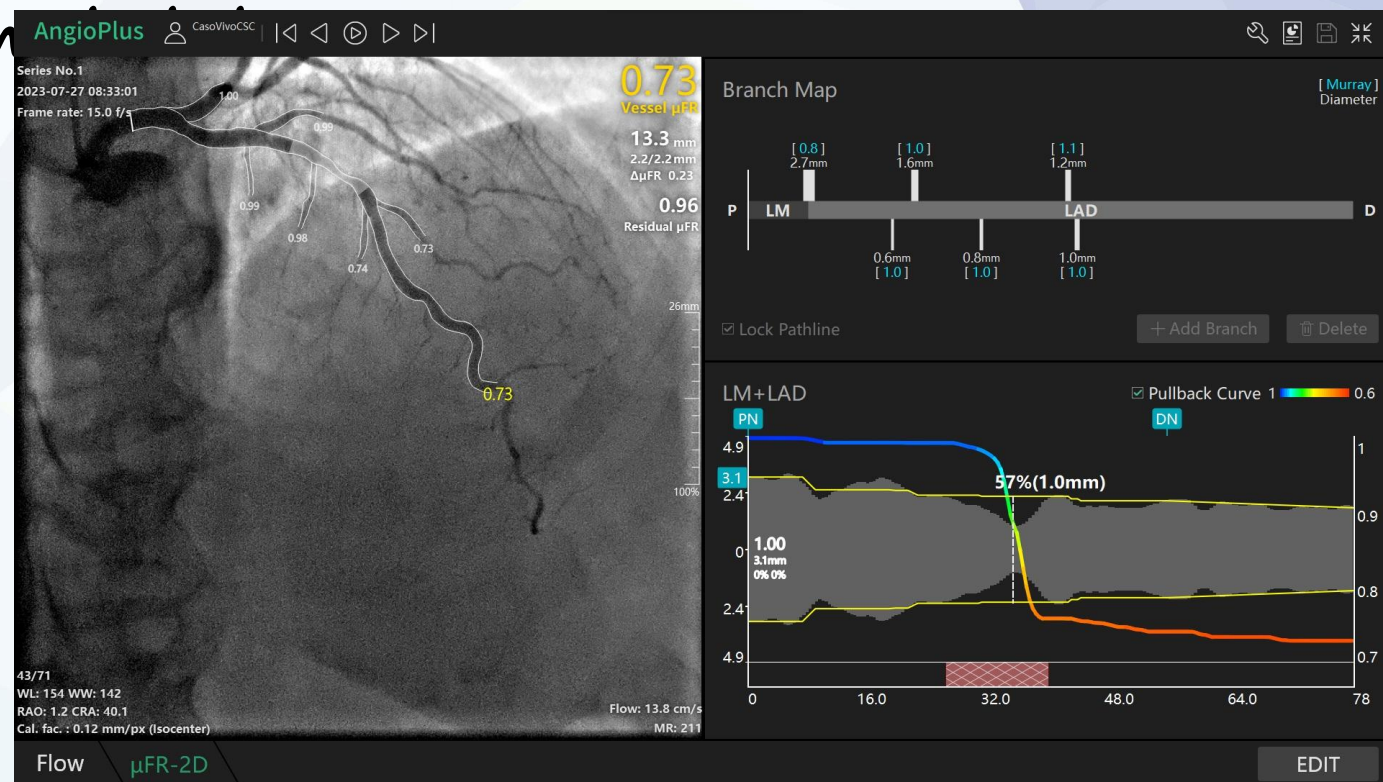 AngioPlus CasoVivoCSC
Series No.1
2023-07-27 08:33:01
Frame rate: 15.0 f/s
0.73
Vessel µFR
13.3 mm
2.2/2.2mm
ΔµFR 0.23
0.96
Residual µFR
1.00
0.99
0.99
0.98
0.73
0.74
26mm
0.73
100%
43/71
WL: 154 WW: 142
RAO: 1.2 CRA: 40.1
Cal. fac. : 0.12 mm/px (Isocenter)
Flow: 13.8 cm/s
MR: 211
Branch Map
[ Murray ]
Diameter
[ 0.8 ] [ 1.0 ] [ 1.1 ]
2.7mm 1.6mm 1.2mm
P LM LAD D
0.6mm 0.8mm 1.0mm
[ 1.0 ] [ 1.0 ] [ 1.0 ]
Lock Pathline + Add Branch Delete
LM+LAD Pullback Curve 1 0.6
PN DN
4.9 1
3.1 57%(1.0mm)
2.4 0.9
0 1.00
3.1mm
0% 0%
0.8
2.4
4.9 0.7
0 16.0 32.0 48.0 64.0 78
Flow µFR-2D EDIT